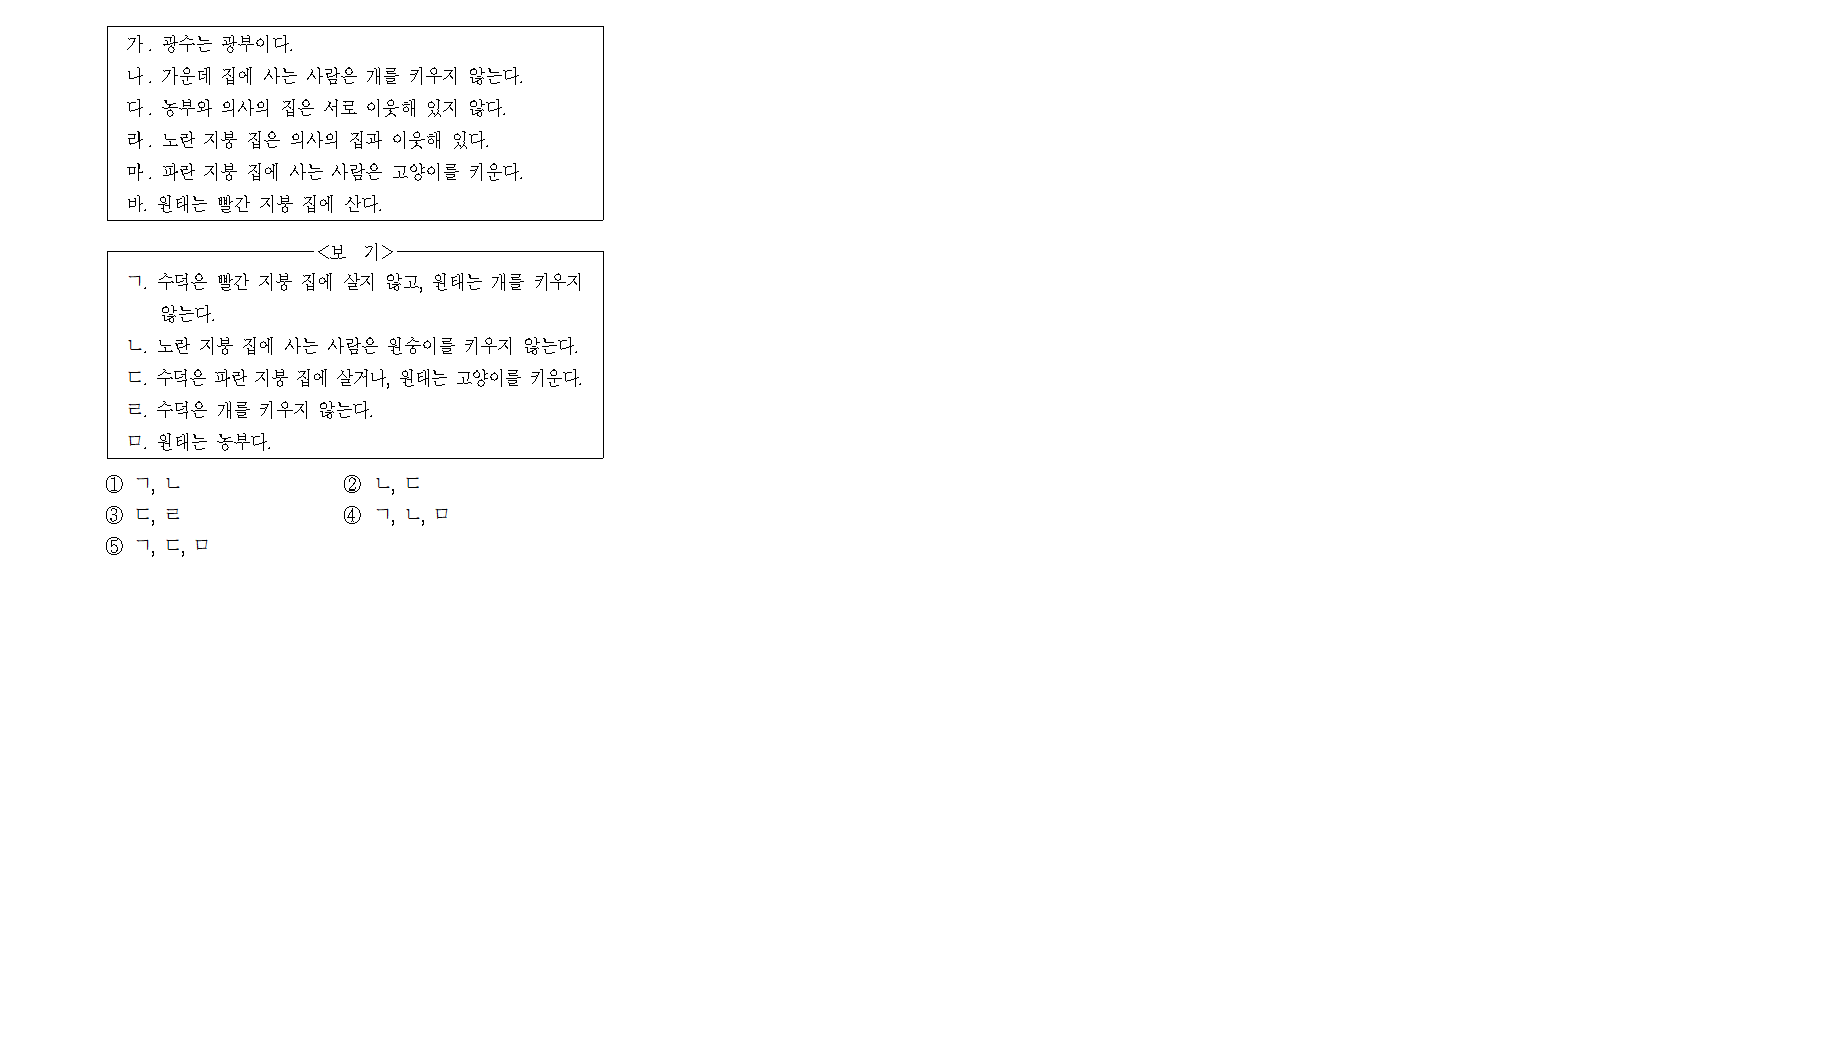 가. 광수는 광부이다.
나. 가운데 집에 사는 사람은 개를 키우지 않는다.
다. 농부와 의사의 집은 서로 이웃해 있지 않다.
라. 노란 지붕 집은 의사의 집과 이웃해 있다.
마. 파란 지붕 집에 사는 사람은 고양이를 키운다.
바. 원태는 빨간 지붕 집에 산다.
<보 기>
ㄱ. 수덕은 빨간 지붕 집에 살지 않고, 원태는 개를 키우지
않는다.
ㄴ. 노란 지붕 집에 사는 사람은 원숭이를 키우지 않는다.
ㄷ. 수덕은 파란 지붕 집에 살거나, 원태는 고양이를 키운다.
ㄹ. 수덕은 개를 키우지 않는다.
ㅁ. 원태는 농부다.
① ㄱ, ㄴ ② ㄴ, ㄷ
③ ㄷ, ㄹ ④ ㄱ, ㄴ, ㅁ
⑤ ㄱ, ㄷ, ㅁ